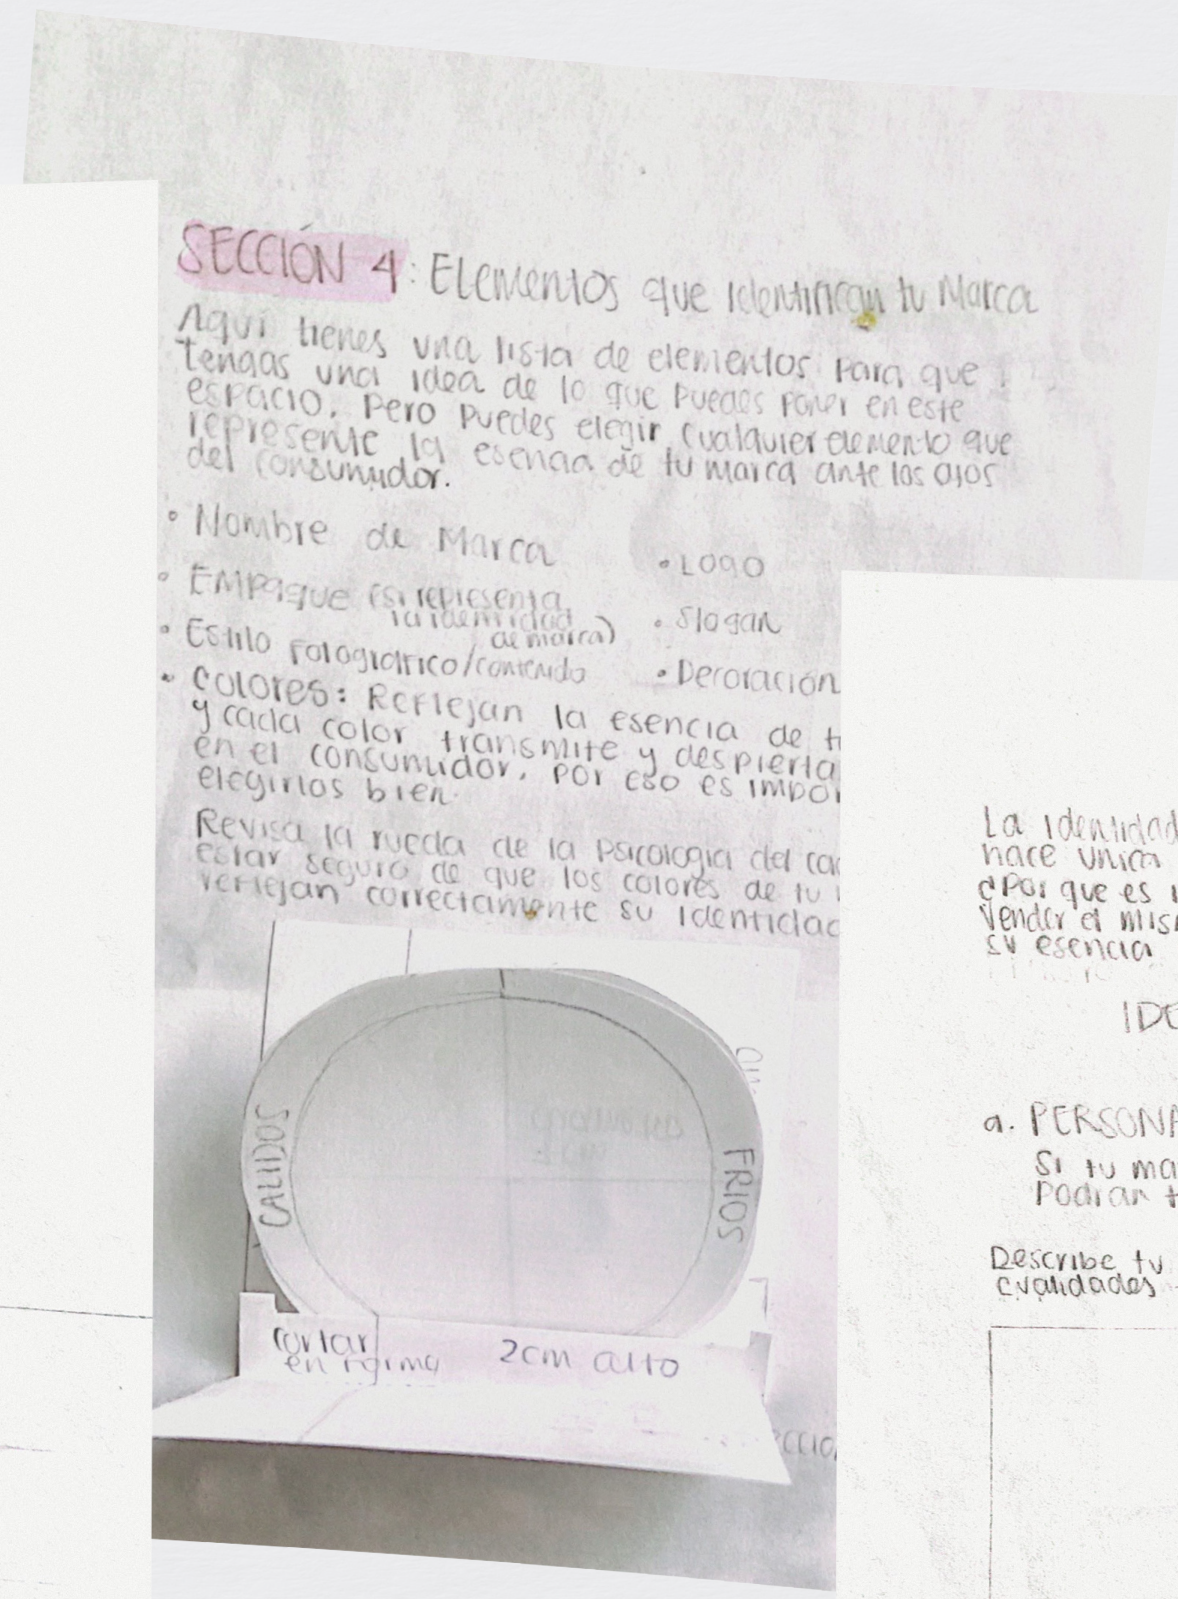 SECCIÓN 4: Elementos que identifican tu Marca
Aquí tienes una lista de elementos para que
tengas una idea de lo que puedes poner en este
espacio, pero puedes elegir cualquier elemento que
represente la esencia de tu marca ante los ojos
del consumidor.
• Nombre de Marca
• Logo
• Empaque (si representa
la identidad
de marca)
• Slogan
• Estilo Fotográfico/contenido
• Decoración
• Colores: Reflejan la esencia de t
y cada color transmite y despierta
en el consumidor, por eso es impor
elegirlos bien.
Revisa la rueda de la psicologia del
estar seguro de que los colores de tu
reflejan correctamente su identidad
CALIDOS
FRIOS
cortar
en forma
2cm alto
La identidad
hace unica
¿Por que es
Vender el mis
su esencia
IDE
a. PERSONA
Si tu ma
Podrian t
Describe tu
cualidades